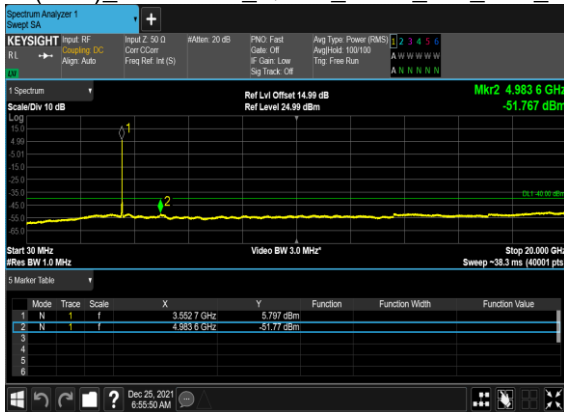 Spectrum Analyzer 1
Swept SA
+
KEYSIGHT Input: RF Input Z: 50 Ω #Atten: 20 dB PNO: Fast Avg Type: Power (RMS) 1 2 3 4 5 6
RL Coupling: DC Corr CCorr Gate: Off Avg|Hold: 100/100 A W W W W W
Align: Auto Freq Ref: Int (S) IF Gain: Low Trig: Free Run
Sig Track: Off A N N N N N
1 Spectrum Ref Lvl Offset 14.99 dB Mkr2 4.983 6 GHz
Scale/Div 10 dB Ref Level 24.99 dBm -51.767 dBm
Log
15.0
4.99
-5.01
-15.0
-25.0
-35.0
-45.0
-55.0
-65.0
1
2
DL1 -40.00 dBm
Start 30 MHz Video BW 3.0 MHz* Stop 20.000 GHz
#Res BW 1.0 MHz Sweep ~38.3 ms (40001 pts
5 Marker Table
Mode Trace Scale X Y Function Function Width Function Value
1 N 1 f 3.552 7 GHz 5.797 dBm
2 N 1 f 4.983 6 GHz -51.77 dBm
3
4
5
6
? Dec 25, 2021
6:55:50 AM